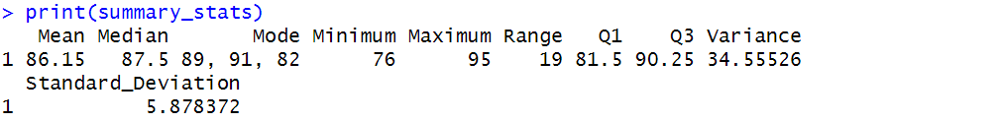 > print(summary_stats)
Mean Median Mode Minimum Maximum Range Q1 Q3 Variance
1 86.15 87.5 89, 91, 82 76 95 19 81.5 90.25 34.55526
Standard_Deviation
1 5.878372